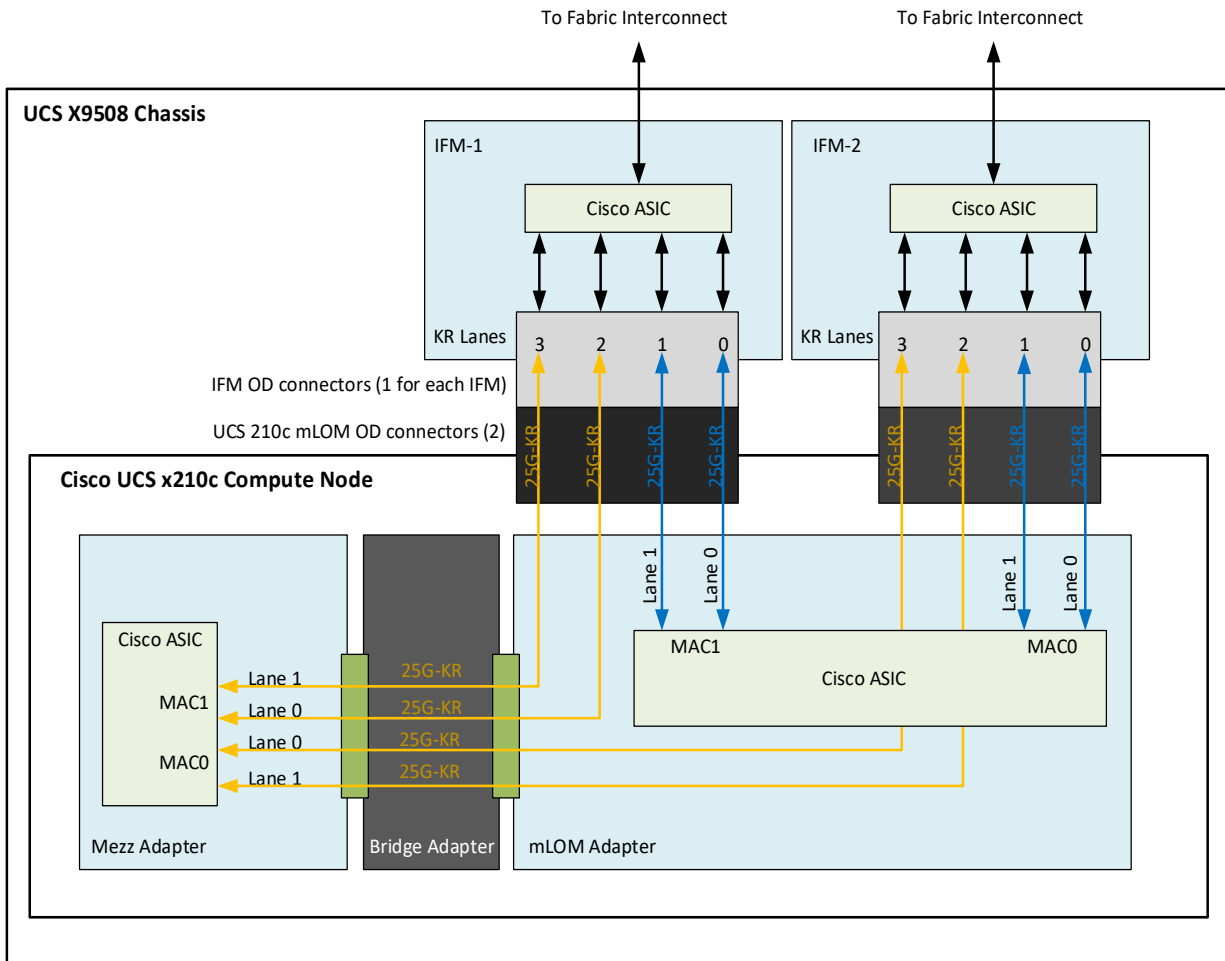 To Fabric Interconnect
To Fabric Interconnect
UCS X9508 Chassis
IFM-1
IFM-2
Cisco ASIC
Cisco ASIC
KR Lanes
3
2
1
0
KR Lanes
3
2
1
0
IFM OD connectors (1 for each IFM)
UCS 210c mLOM OD connectors (2)
25G-KR
25G-KR
25G-KR
25G-KR
25G-KR
25G-KR
25G-KR
25G-KR
Cisco UCS x210c Compute Node
Lane 1
Lane 0
Lane 1
Lane 0
Cisco ASIC
MAC1
MAC0
Cisco ASIC
Lane 1
25G-KR
MAC1
Lane 0
25G-KR
Lane 0
25G-KR
MAC0
Lane 1
25G-KR
Mezz Adapter
Bridge Adapter
mLOM Adapter